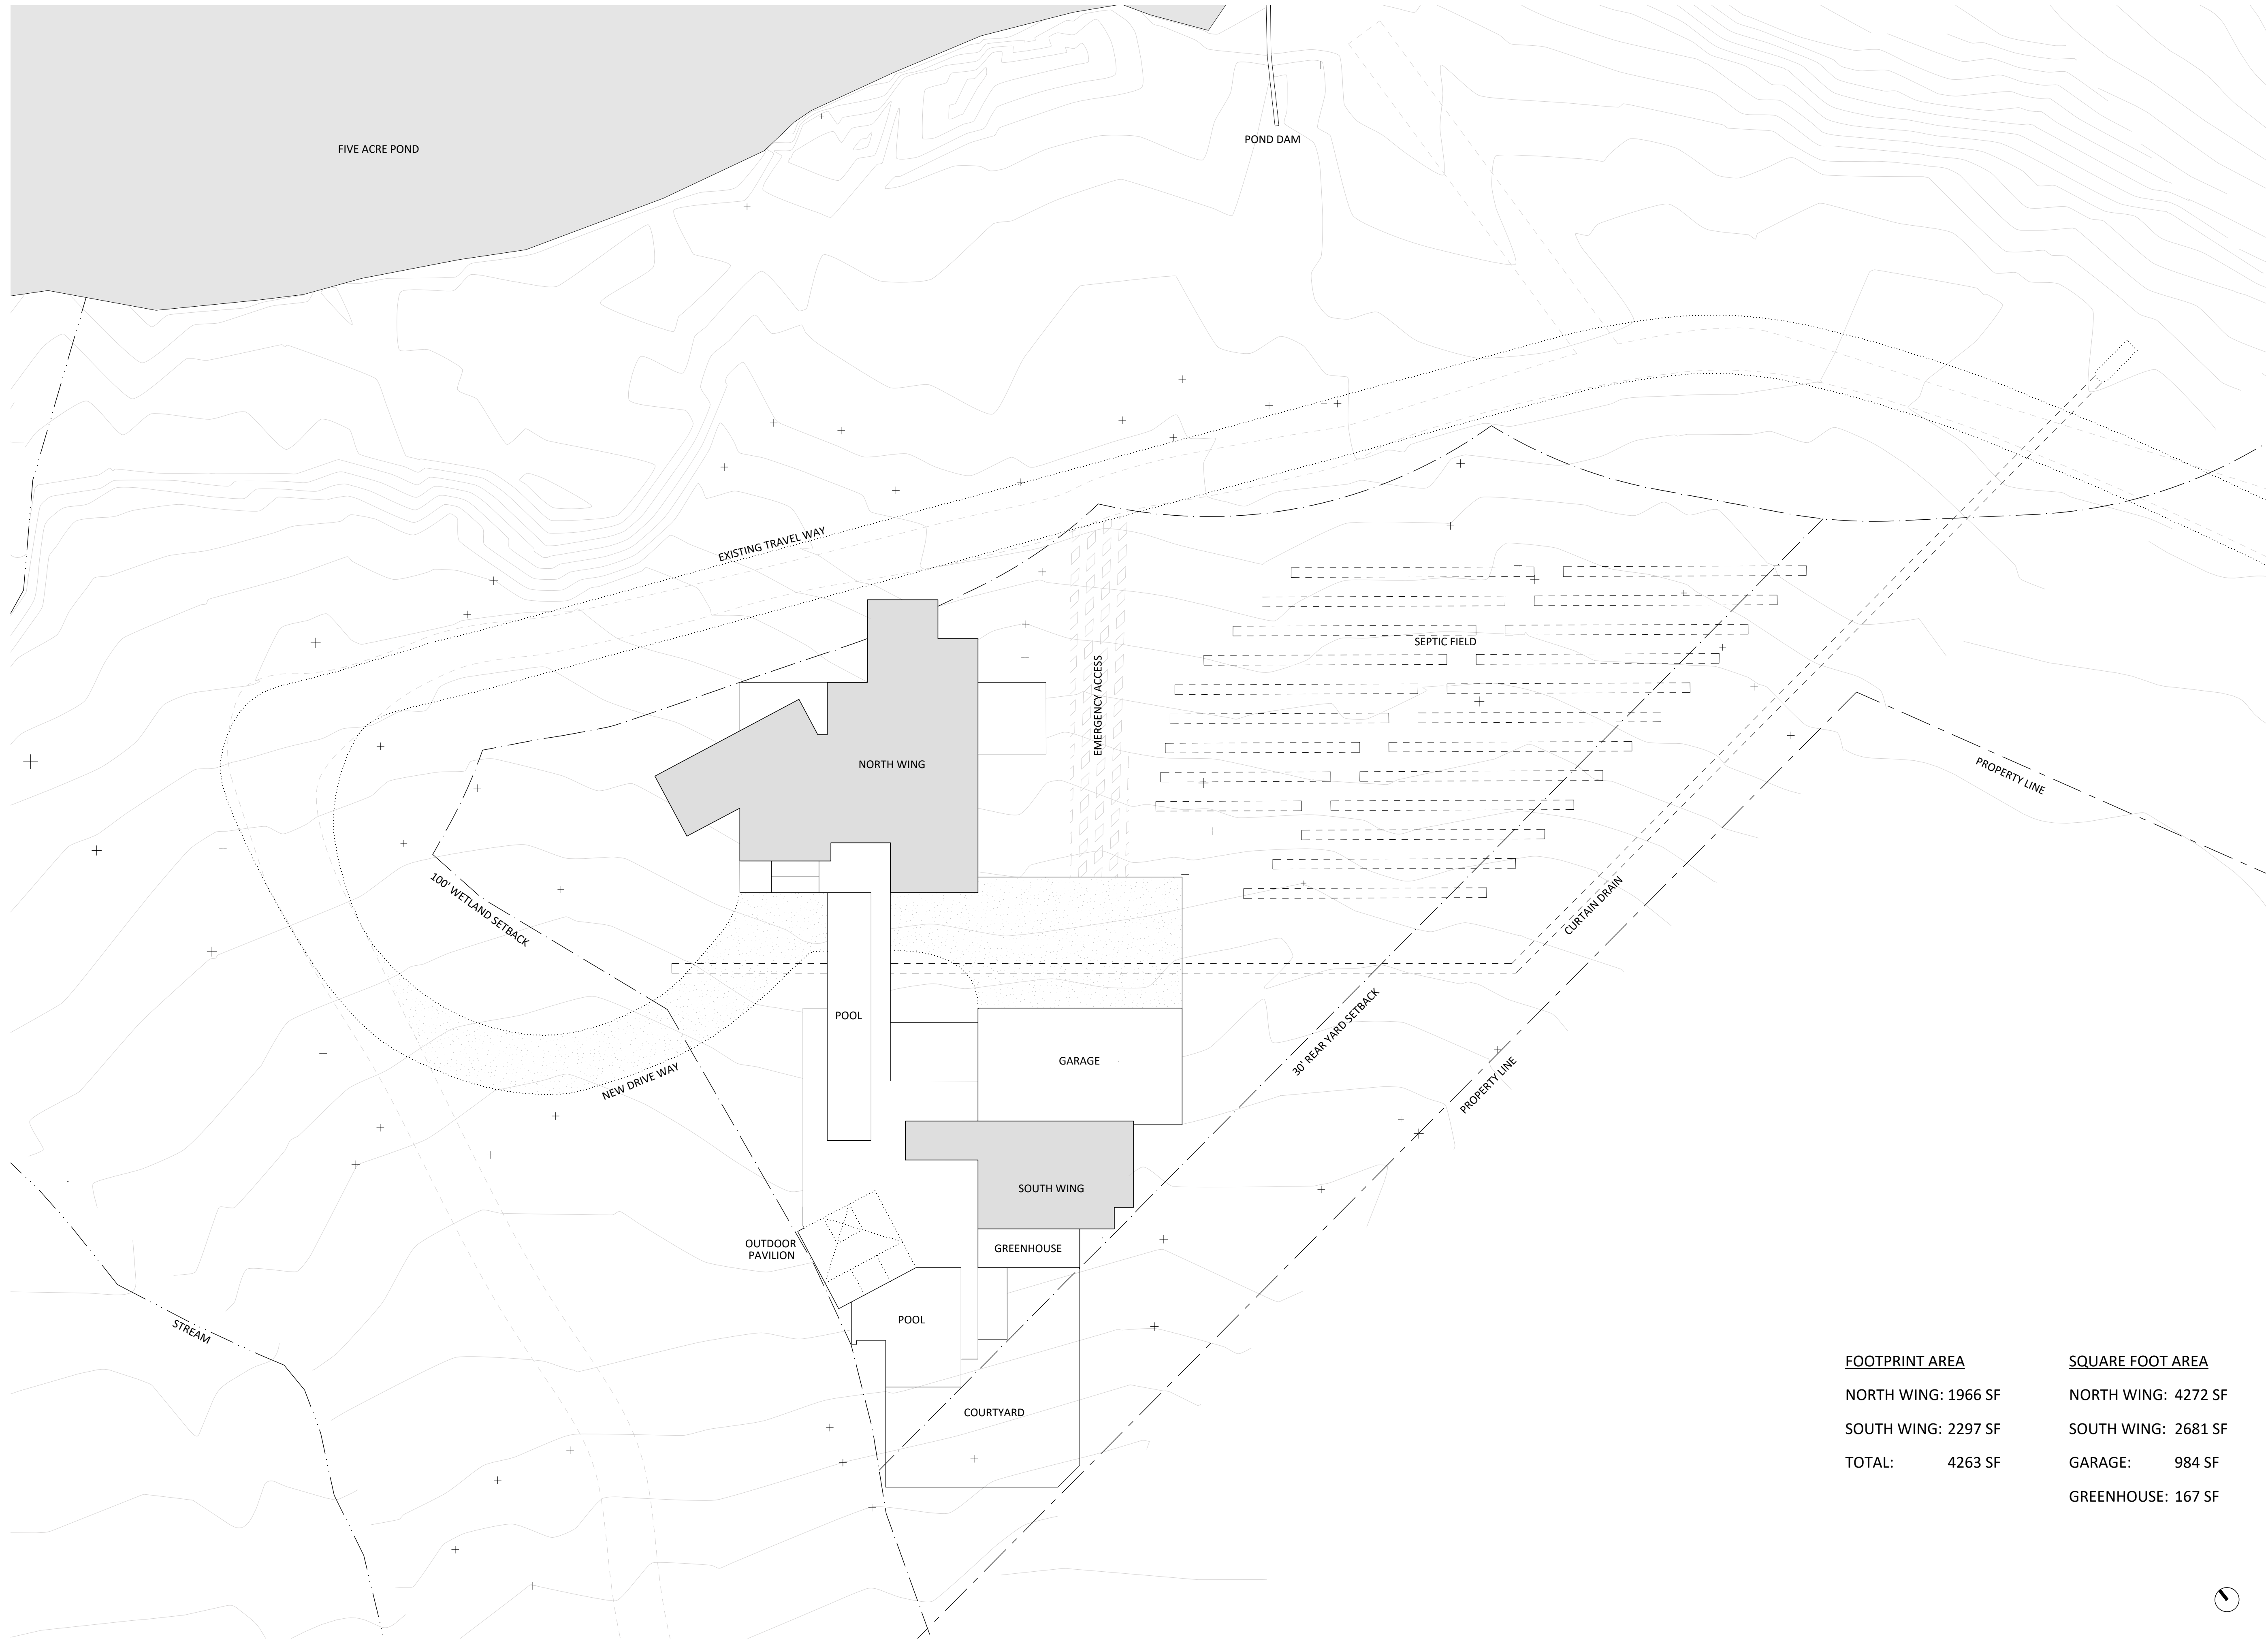 FIVE ACRE POND
POND DAM
EXISTING TRAVEL WAY
SEPTIC FIELD
EMERGENCY ACCESS
NORTH WING
PROPERTY LINE
100' WETLAND SETBACK
CURTAIN DRAIN
POOL
30' REAR YARD SETBACK
GARAGE
NEW DRIVE WAY
PROPERTY LINE
SOUTH WING
OUTDOOR
PAVILION
GREENHOUSE
POOL
STREAM
COURTYARD
FOOTPRINT AREA
NORTH WING: 1966 SF
SOUTH WING: 2297 SF
TOTAL: 4263 SF
SQUARE FOOT AREA
NORTH WING: 4272 SF
SOUTH WING: 2681 SF
GARAGE: 984 SF
GREENHOUSE: 167 SF